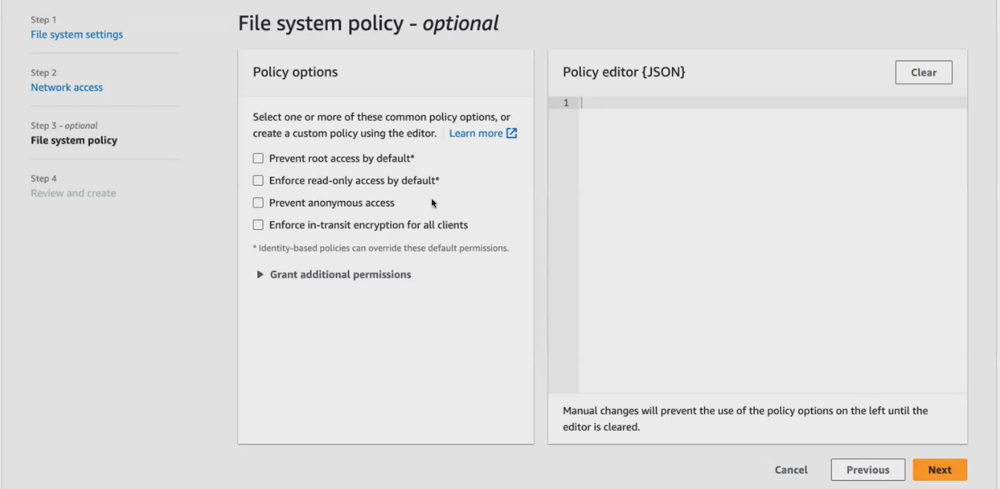 Step 1
File system settings
Step 2
Network access
Step 3 - optional
File system policy
Step 4
Review and create
File system policy - optional
Policy options
Select one or more of these common policy options, or
create a custom policy using the editor. Learn more
Prevent root access by default*
Enforce read-only access by default*
Prevent anonymous access
Enforce in-transit encryption for all clients
* Identity-based policies can override these default permissions.
Grant additional permissions
Policy editor {JSON}
Clear
1
Manual changes will prevent the use of the policy options on the left until the
editor is cleared.
Cancel
Previous
Next